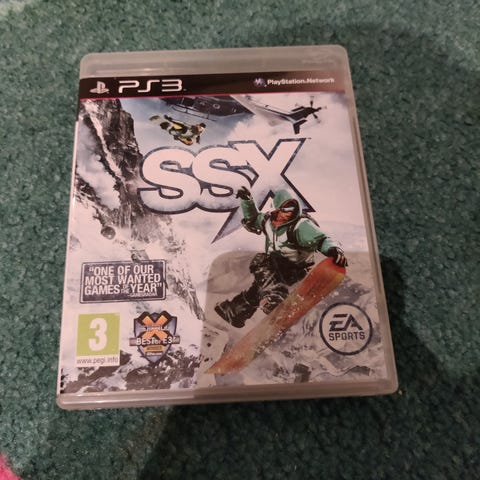 PS3
PlayStation®Network
SSX
"ONE OF OUR
MOST WANTED
GAMES OF THE
YEAR"
3
www.pegi.info
BEST OF E3
EA
SPORTS